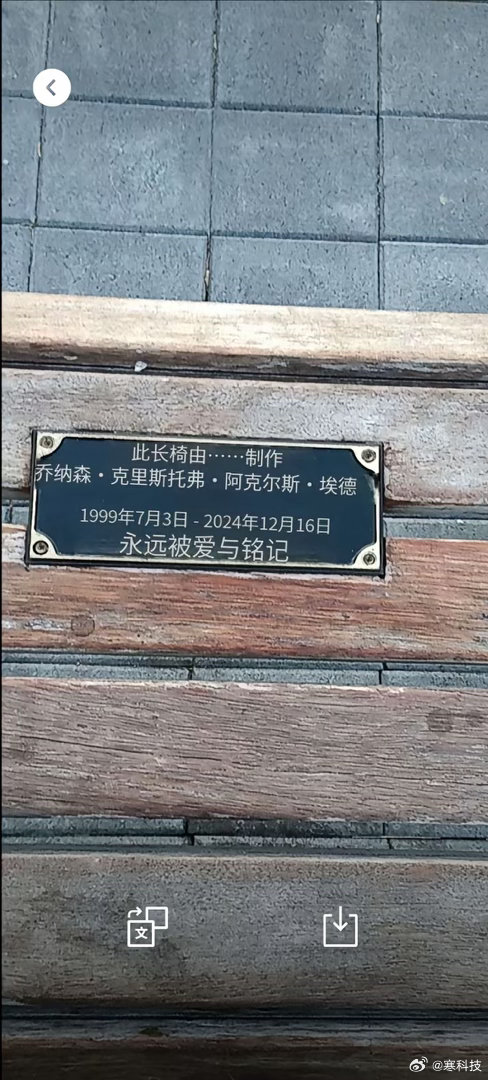 此长椅由……制作
乔纳森·克里斯托弗·阿克尔斯·埃德
1999年7月3日 - 2024年12月16日
永远被爱与铭记
文
@寒科技